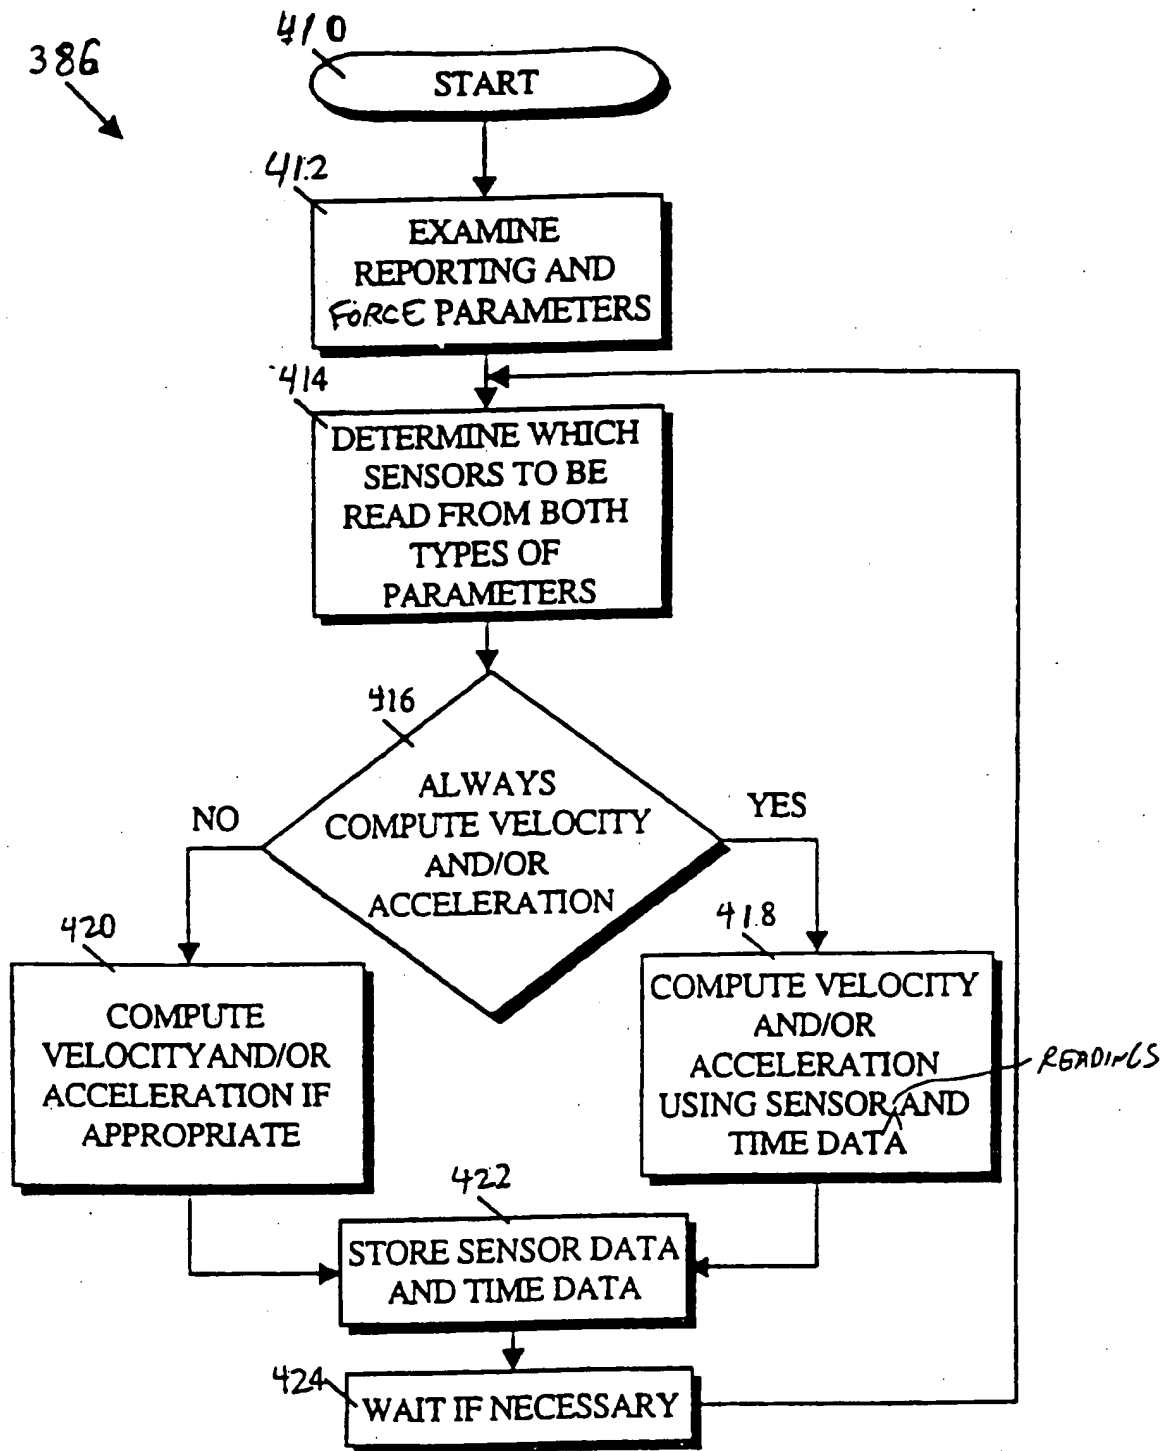 410
386
START
412
EXAMINE
REPORTING AND
FORCE PARAMETERS
414
DETERMINE WHICH
SENSORS TO BE
READ FROM BOTH
TYPES OF
PARAMETERS
416
ALWAYS
COMPUTE VELOCITY
AND/OR
ACCELERATION
NO
YES
420
COMPUTE
VELOCITYAND/OR
ACCELERATION IF
APPROPRIATE
418
COMPUTE VELOCITY
AND/OR
ACCELERATION
USING SENSOR AND
TIME DATA
READINGS
422
STORE SENSOR DATA
AND TIME DATA
424
WAIT IF NECESSARY